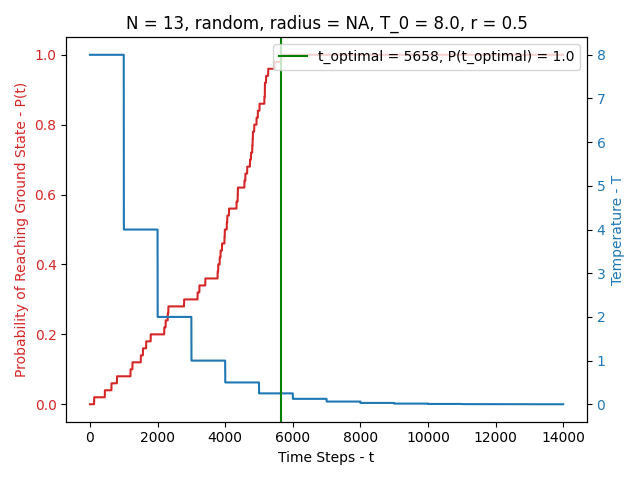 N = 13, random, radius = NA, T_0 = 8.0, r = 0.5
t_optimal = 5658, P(t_optimal) = 1.0
Probability of Reaching Ground State - P(t)
1.0
0.8
0.6
0.4
0.2
0.0
8
7
6
5
4
3
2
1
0
Temperature - T
0 2000 4000 6000 8000 10000 12000 14000
Time Steps - t